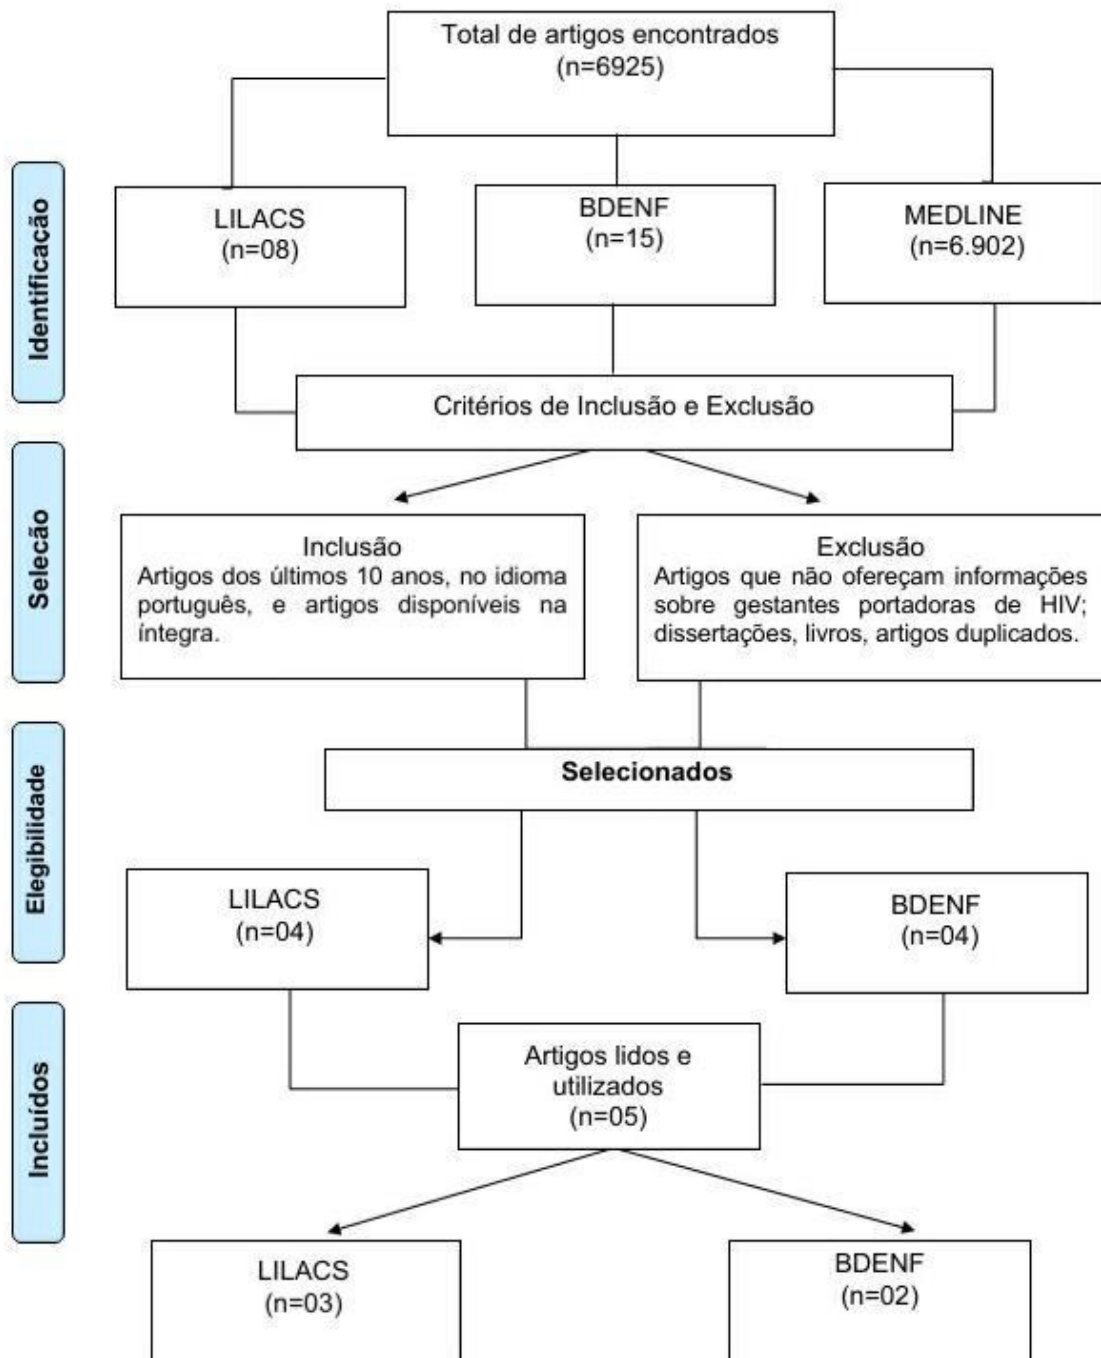 Total de artigos encontrados
(n=6925)
Identificação
LILACS
(n=08)
BDENF
(n=15)
MEDLINE
(n=6.902)
Critérios de Inclusão e Exclusão
Selecão
Inclusão
Artigos dos últimos 10 anos, no idioma
português, e artigos disponíveis na
íntegra.
Exclusão
Artigos que não ofereçam informações
sobre gestantes portadoras de HIV;
dissertações, livros, artigos duplicados.
Elegibilidade
Selecionados
LILACS
(n=04)
BDENF
(n=04)
Incluídos
Artigos lidos e
utilizados
(n=05)
LILACS
(n=03)
BDENF
(n=02)